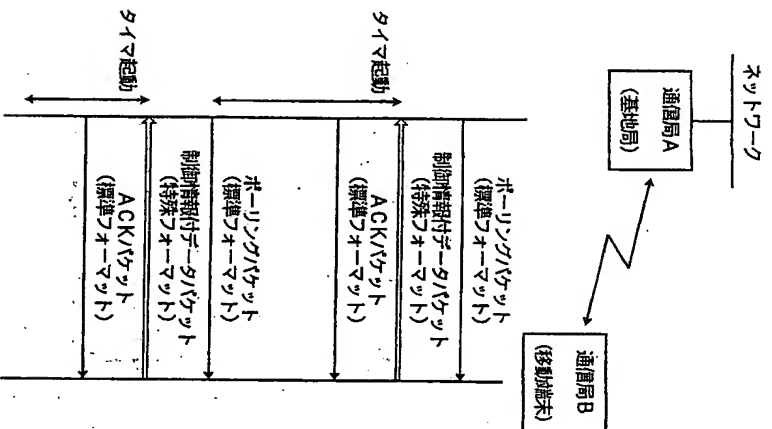 ネットワーク
通信局A
(基地局)
通信局B
(移動端末)
ポーリングパケット
(標準フォーマット)
制御情報付データパケット
(特殊フォーマット)
タイマ起動
ACKパケット
(標準フォーマット)
ポーリングパケット
(標準フォーマット)
制御情報付データパケット
(特殊フォーマット)
タイマ起動
ACKパケット
(標準フォーマット)